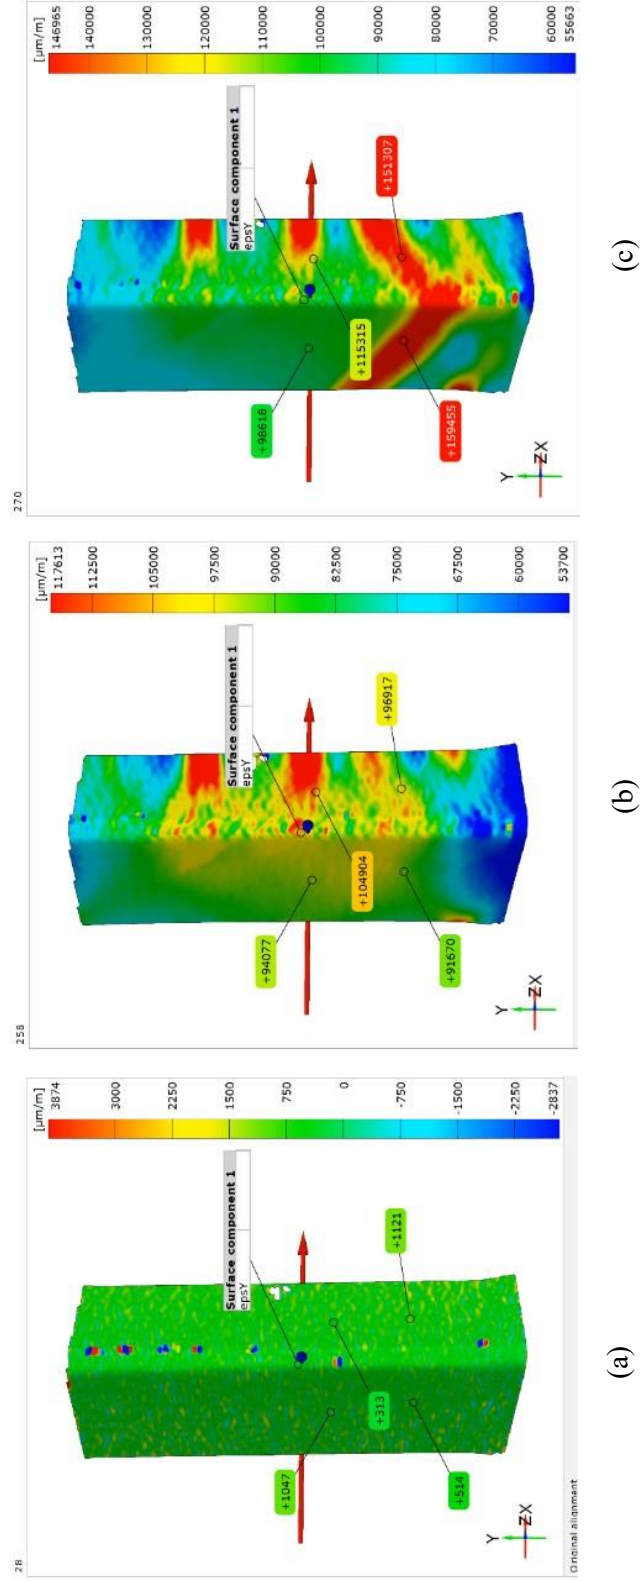 28
[µm/m]
3874
3000
2250
1500
750
0
-750
-1500
-2250
-2837
Surface component 1
epsY
+1047
+313
+1121
+514
Y
ZX
Original alignment
(a)
258
[µm/m]
117613
112500
105000
97500
90000
82500
75000
67500
60000
53700
Surface component 1
epsY
+94077
+104904
+96917
+91670
Y
ZX
(b)
270
[µm/m]
146965
140000
130000
120000
110000
100000
90000
80000
70000
60000
55663
Surface component 1
epsY
+98618
+115315
+151307
+159455
Y
ZX
(c)